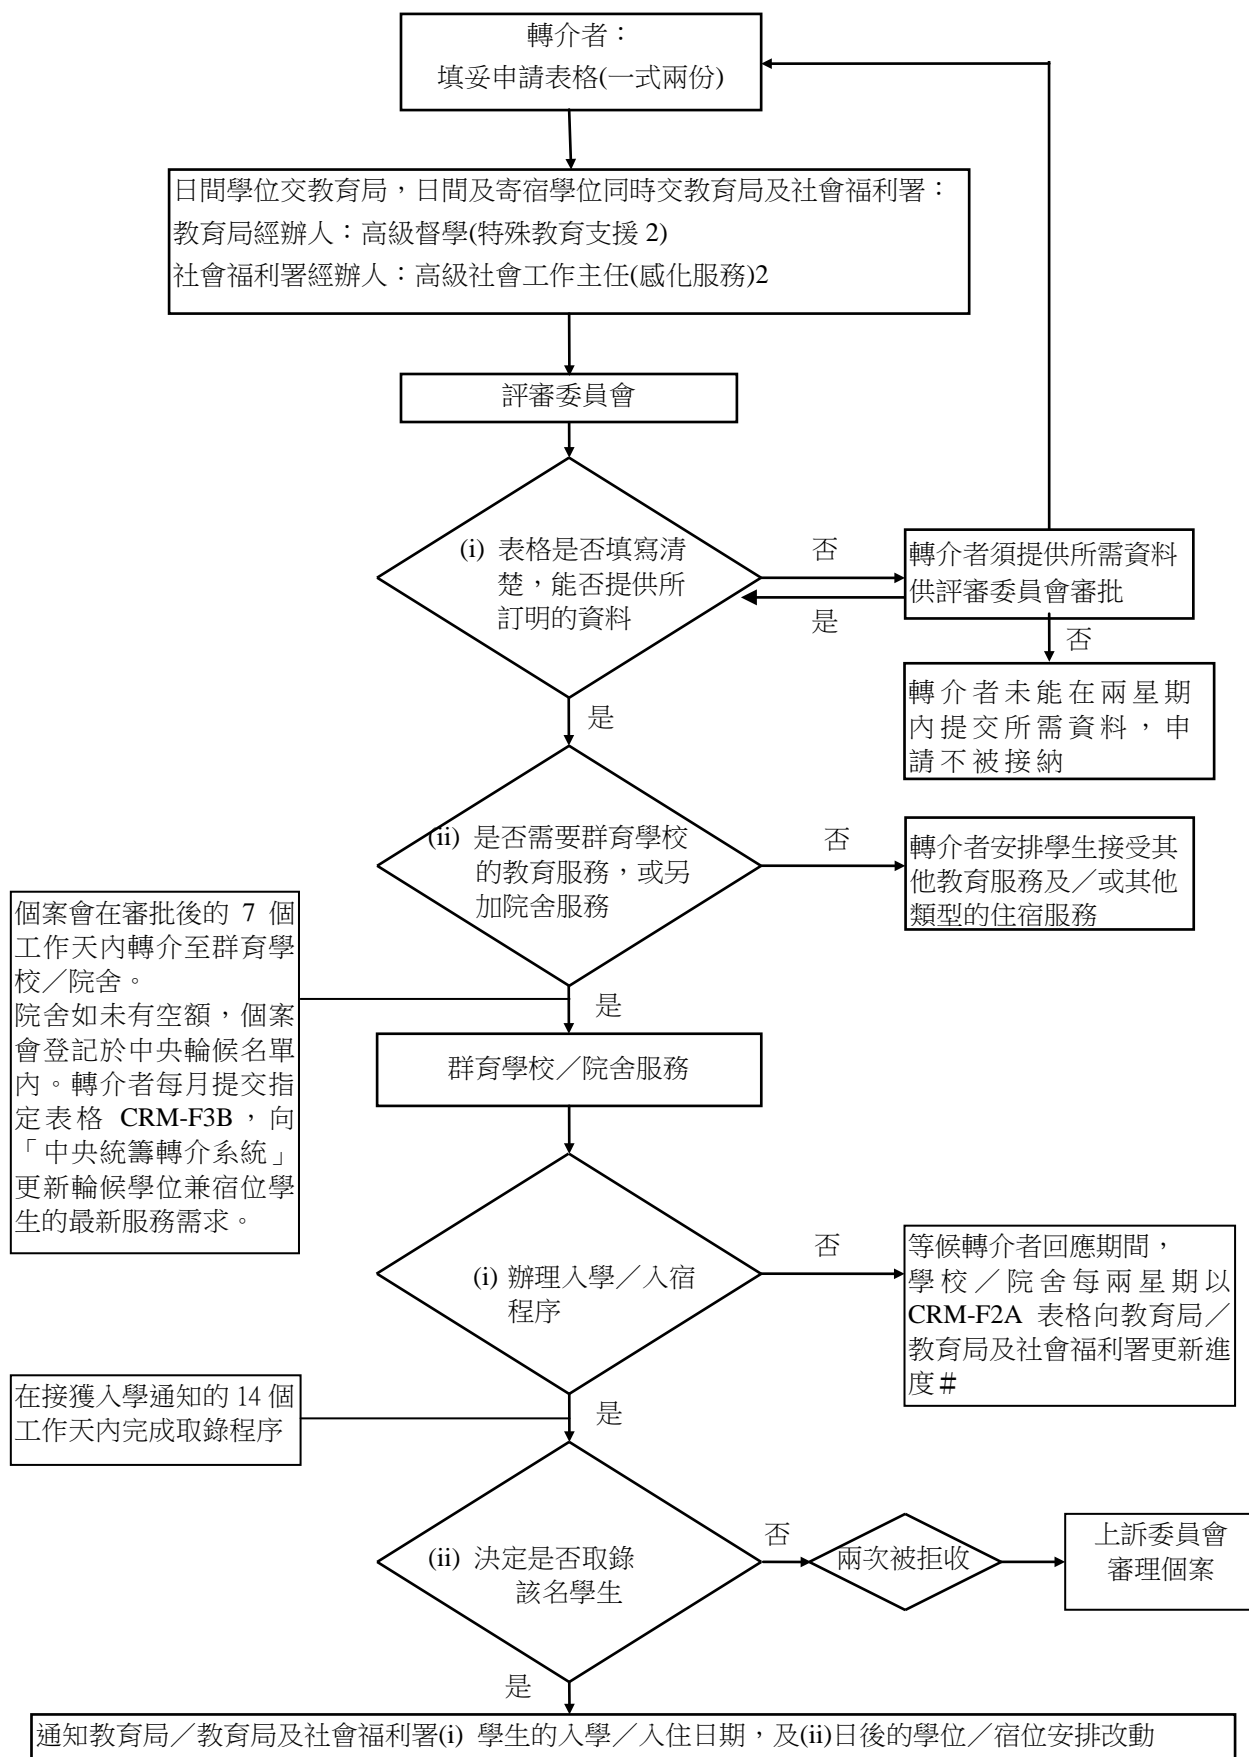 轉介者：
填妥申請表格(一式兩份)
日間學位交教育局，日間及寄宿學位同時交教育局及社會福利署：
教育局經辦人：高級督學(特殊教育支援 2)
社會福利署經辦人：高級社會工作主任(感化服務)2
評審委員會
(i) 表格是否填寫清
楚，能否提供所
訂明的資料
否
是
轉介者須提供所需資料
供評審委員會審批
否
轉介者未能在兩星期
內提交所需資料，申
請不被接納
是
(ii) 是否需要群育學校
的教育服務，或另
加院舍服務
否
轉介者安排學生接受其
他教育服務及／或其他
類型的住宿服務
個案會在審批後的 7 個
工作天內轉介至群育學
校／院舍。
院舍如未有空額，個案
會登記於中央輪候名單
內。轉介者每月提交指
定表格 CRM-F3B，向
「中央統籌轉介系統」
更新輪候學位兼宿位學
生的最新服務需求。
是
群育學校／院舍服務
(i) 辦理入學／入宿
程序
否
等候轉介者回應期間，
學校／院舍每兩星期以
CRM-F2A 表格向教育局／
教育局及社會福利署更新進
度＃
在接獲入學通知的 14 個
工作天內完成取錄程序
是
(ii) 決定是否取錄
該名學生
否
兩次被拒收
上訴委員會
審理個案
是
通知教育局／教育局及社會福利署(i) 學生的入學／入住日期，及(ii)日後的學位／宿位安排改動